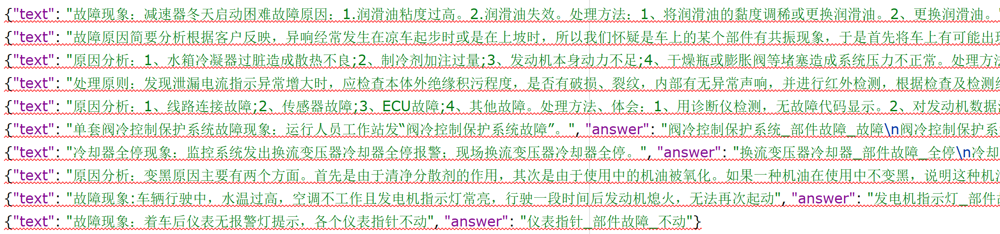 {"text": "故障现象：减速器冬天启动困难故障原因：1.润滑油粘度过高。2.润滑油失效。处理方法：1、将润滑油的黏度调稀或更换润滑油。2、更换润滑油。"
{"text": "故障原因简要分析根据客户反映，异响经常发生在凉车起步时或是在上坡时，所以我们怀疑是车上的某个部件有共振现象，于是首先将车上有可能出现
{"text": "原因分析：1、水箱冷凝器过脏造成散热不良;2、制冷剂加注过量;3、发动机本身动力不足;4、干燥瓶或膨胀阀等堵塞造成系统压力不正常。处理方法
{"text": "处理原则：发现泄漏电流指示异常增大时，应检查本体外绝缘积污程度，是否有破损、裂纹，内部有无异常声响，并进行红外检测，根据检查及检测结
{"text": "原因分析：1、线路连接故障;2、传感器故障;3、ECU故障;4、其他故障。处理方法、体会：1、用诊断仪检测，无故障代码显示。2、对发动机数据流
{"text": "单套阀冷控制保护系统故障现象：运行人员工作站发“阀冷控制保护系统故障”。", "answer": "阀冷控制保护系统_部件故障_故障\n阀冷控制保护系
{"text": "冷却器全停现象：监控系统发出换流变压器冷却器全停报警；现场换流变压器冷却器全停。", "answer": "换流变压器冷却器_部件故障_全停\n冷却
{"text": "原因分析：变黑原因主要有两个方面。首先是由于清净分散剂的作用，其次是由于使用中的机油被氧化。如果一种机油在使用中不变黑，说明这种机油
{"text": "故障现象:车辆行驶中，水温过高，空调不工作且发电机指示灯常亮，行驶一段时间后发动机熄火，无法再次起动", "answer": "发电机指示灯_部件故
{"text": "故障现象：着车后仪表无报警灯提示，各个仪表指针不动", "answer": "仪表指针_部件故障_不动"}